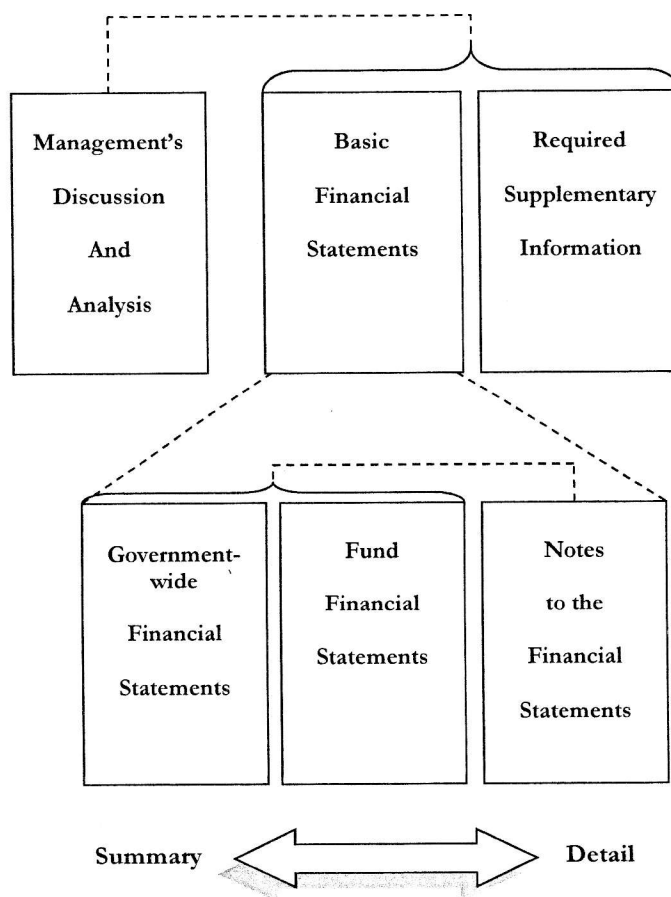 Management's
Discussion
And
Analysis
Basic
Financial
Statements
Required
Supplementary
Information
Government-
wide
Financial
Statements
Fund
Financial
Statements
Notes
to the
Financial
Statements
Summary
Detail